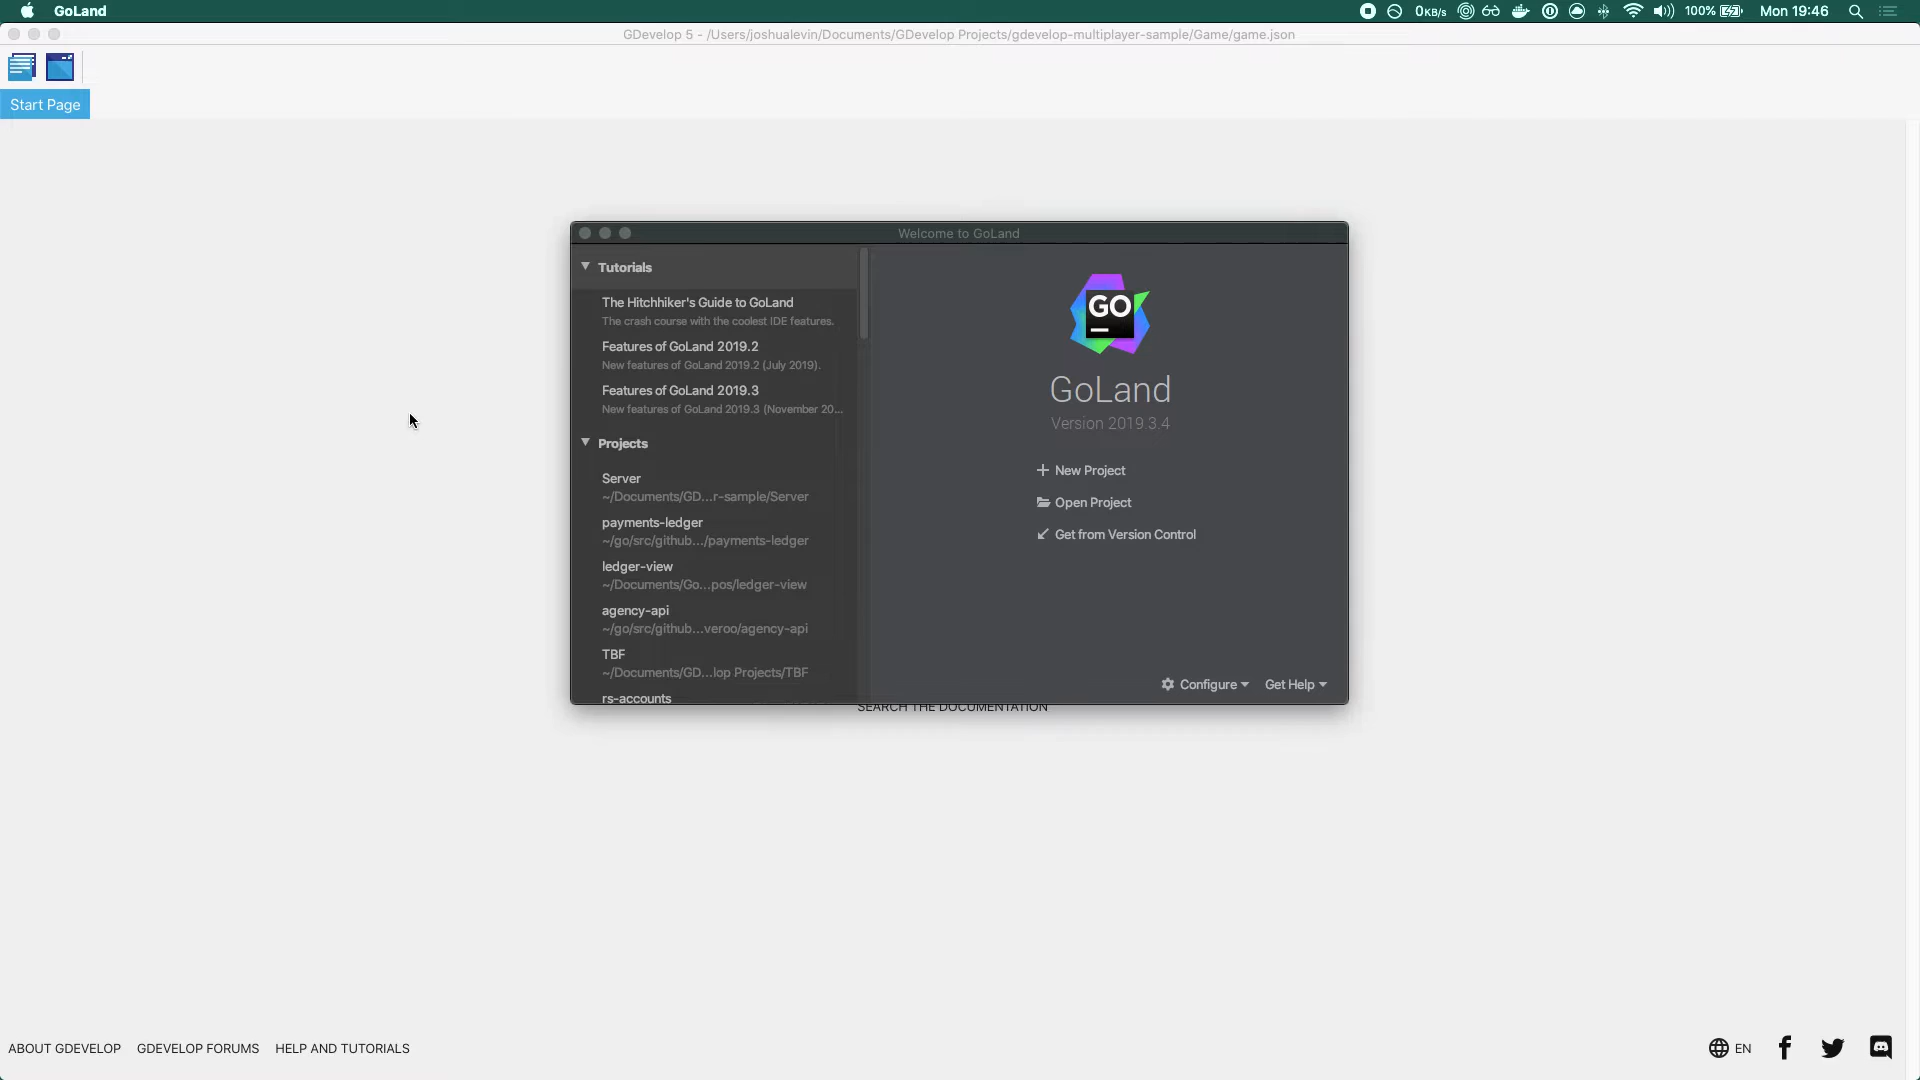 GoLand
0KB/s
100%
Mon 19:46
GDevelop 5 - /Users/joshualevin/Documents/GDevelop Projects/gdevelop-multiplayer-sample/Game/game.json
Start Page
Welcome to GoLand
Tutorials
The Hitchhiker's Guide to GoLand
The crash course with the coolest IDE features.
Features of GoLand 2019.2
New features of GoLand 2019.2 (July 2019).
Features of GoLand 2019.3
New features of GoLand 2019.3 (November 20...
Projects
Server
~/Documents/GD...r-sample/Server
payments-ledger
~/go/src/github.../payments-ledger
ledger-view
~/Documents/Go...pos/ledger-view
agency-api
~/go/src/github...veroo/agency-api
TBF
~/Documents/GD...lop Projects/TBF
rs-accounts
GO
GoLand
Version 2019.3.4
New Project
Open Project
Get from Version Control
Configure
Get Help
SEARCH THE DOCUMENTATION
ABOUT GDEVELOP
GDEVELOP FORUMS
HELP AND TUTORIALS
EN